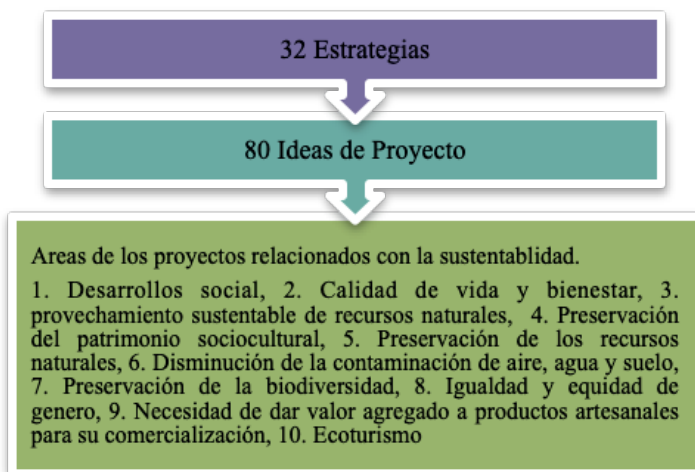 32 Estrategias
80 Ideas de Proyecto
Areas de los proyectos relacionados con la sustentablidad.
1. Desarrollos social, 2. Calidad de vida y bienestar, 3.
provechamiento sustentable de recursos naturales, 4. Preservación
del patrimonio sociocultural, 5. Preservación de los recursos
naturales, 6. Disminución de la contaminación de aire, agua y suelo,
7. Preservación de la biodiversidad, 8. Igualdad y equidad de
genero, 9. Necesidad de dar valor agregado a productos artesanales
para su comercialización, 10. Ecoturismo